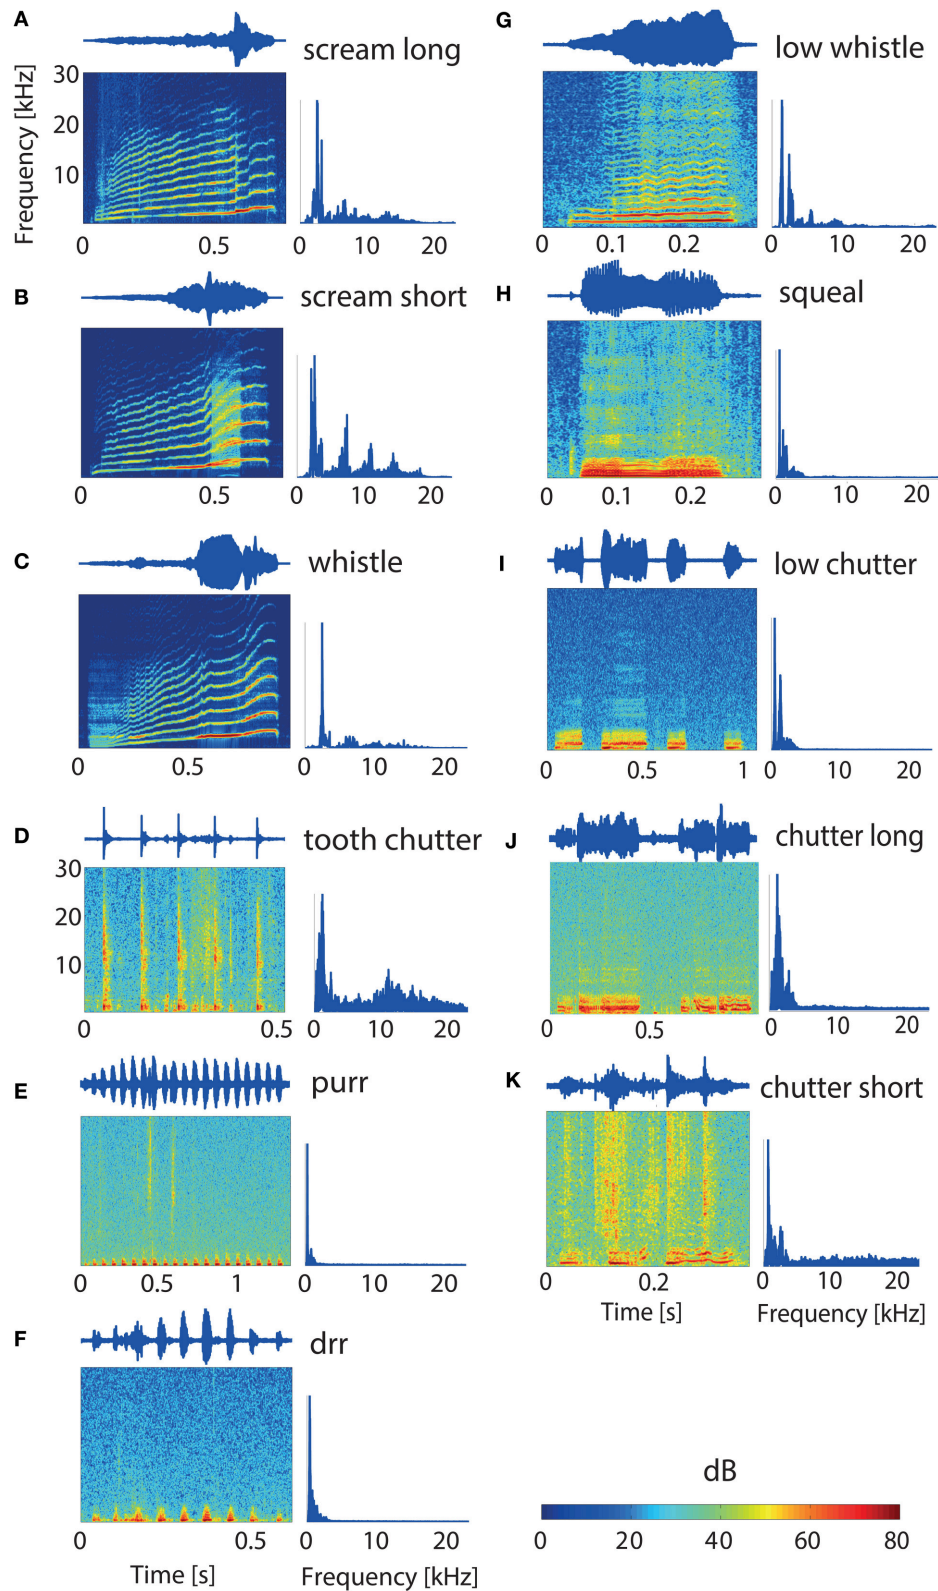 A
scream long
Frequency [kHz]
30
20
10
0 0.5
0 10 20
B
scream short
0 0.5
0 10 20
C
whistle
0 0.5
0 10 20
D
tooth chutter
30
20
10
0 0.5
0 10 20
E
purr
0 0.5 1
0 10 20
F
drr
0 0.5
0 10 20
Time [s]
Frequency [kHz]
G
low whistle
0 0.1 0.2
0 10 20
H
squeal
0 0.1 0.2
0 10 20
I
low chutter
0 0.5 1
0 10 20
J
chutter long
0 0.5
0 10 20
K
chutter short
0 0.2
0 10 20
Time [s]
Frequency [kHz]
dB
0 20 40 60 80